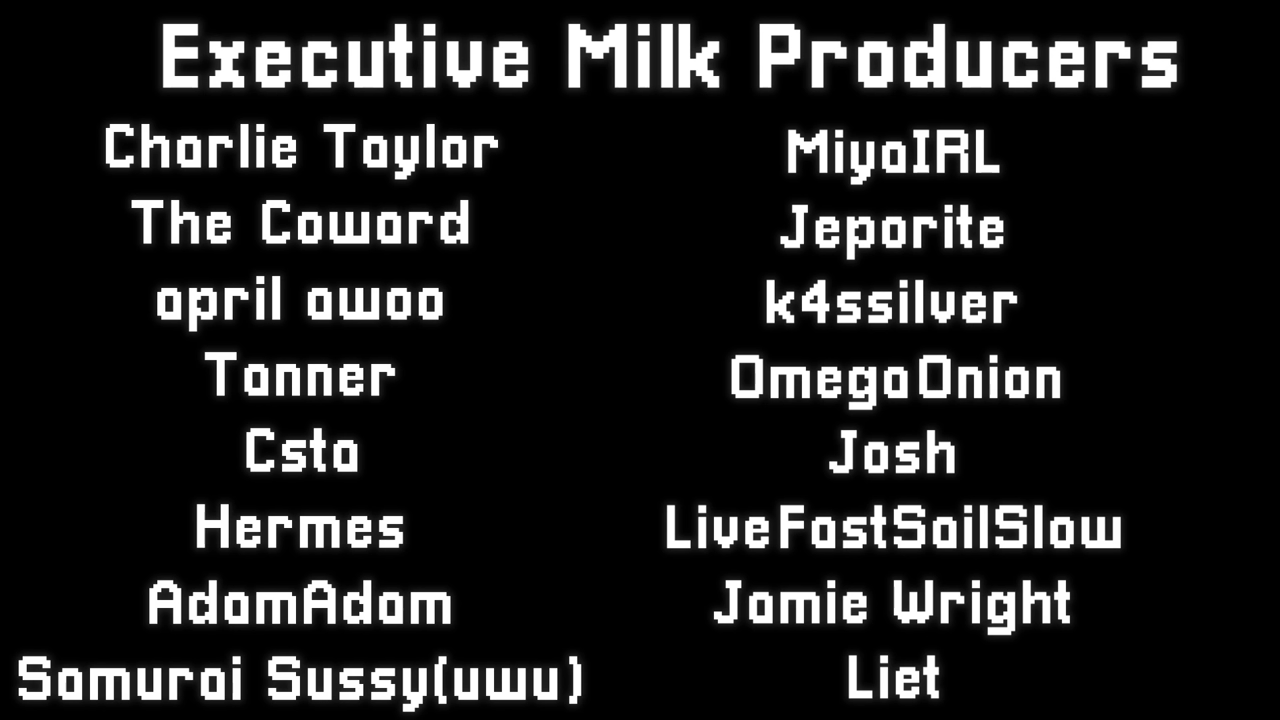 Executive Milk Producers
Charlie Taylor
The Coward
april awoo
Tanner
Csta
Hermes
AdamAdam
Samurai Sussy(uwu)
MiyaIRL
Jeporite
k4ssilver
OmegaOnion
Josh
LiveFastSailSlow
Jamie Wright
Liet